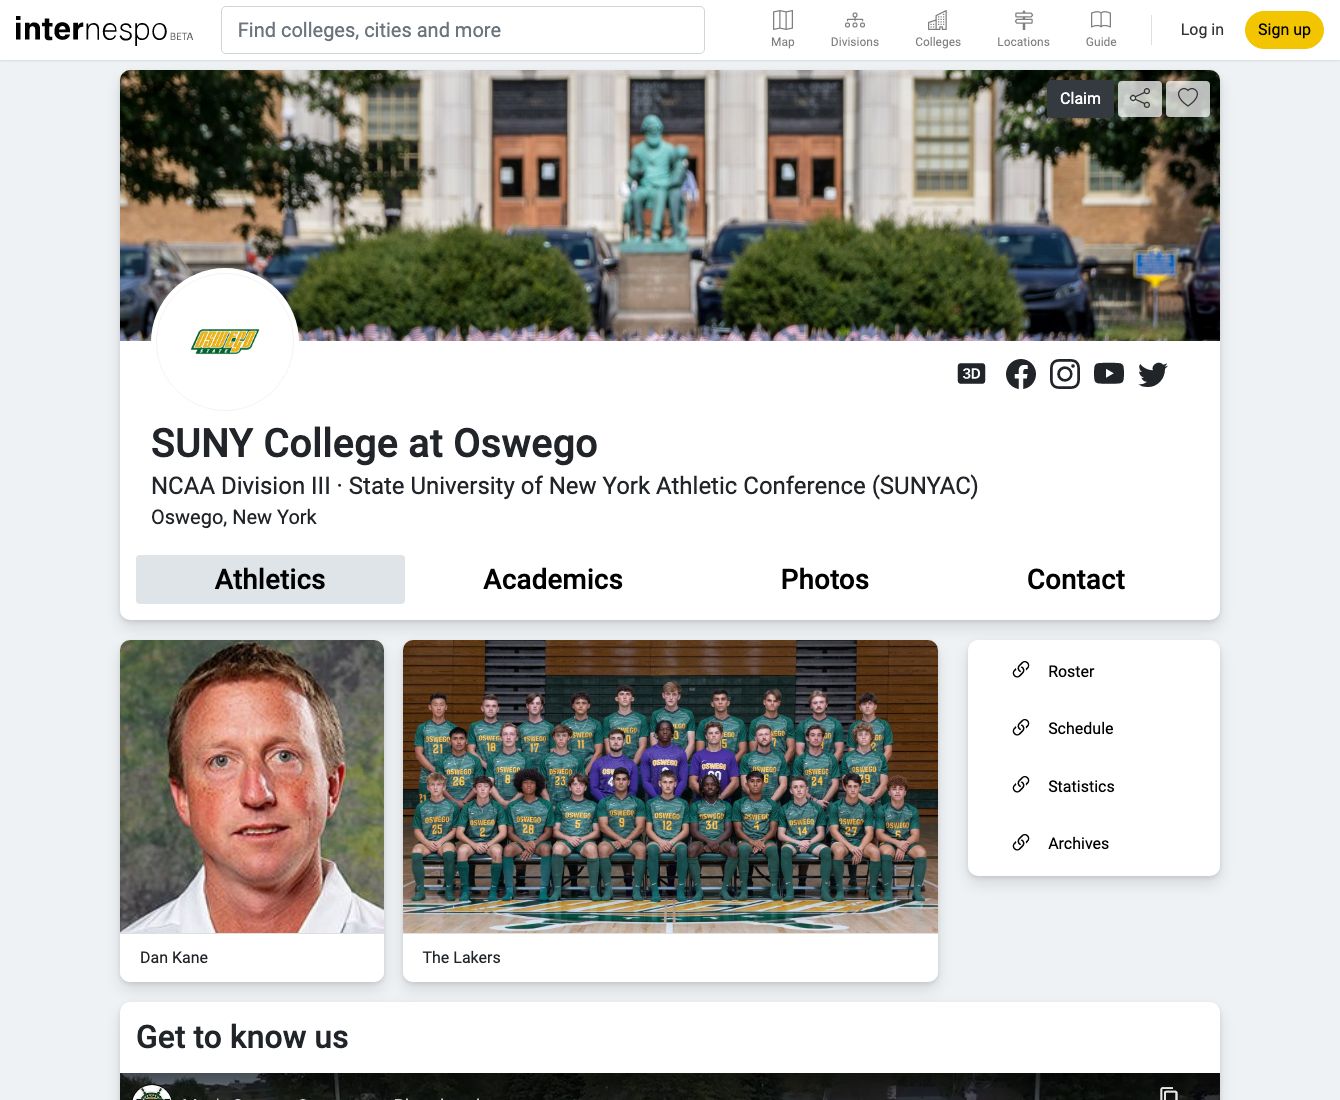 internespo BETA
Find colleges, cities and more
Map
Divisions
Colleges
Locations
Guide
Log in
Sign up
Claim
OSWEGO
STATE
3D
SUNY College at Oswego
NCAA Division III · State University of New York Athletic Conference (SUNYAC)
Oswego, New York
Athletics
Academics
Photos
Contact
Roster
Schedule
Statistics
Archives
Dan Kane
The Lakers
Get to know us